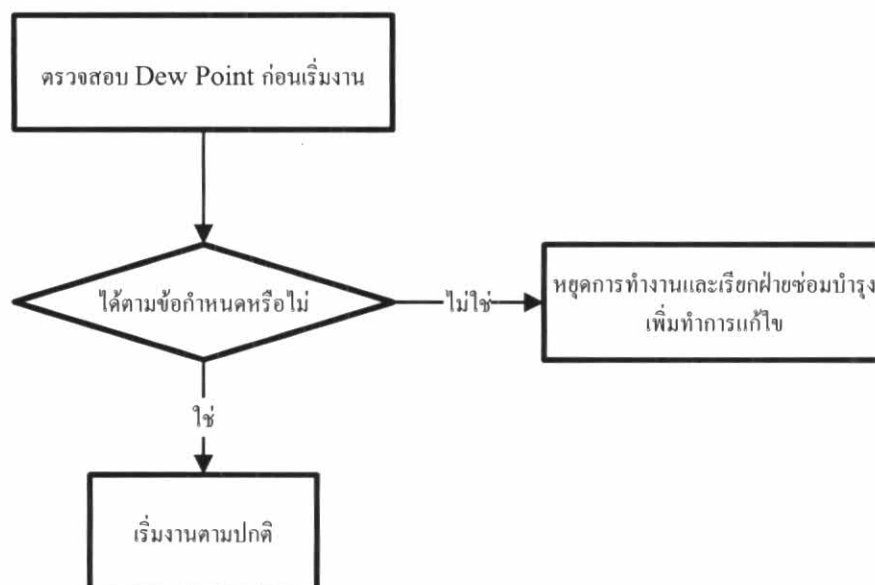 ตรวจสอบ Dew Point ก่อนเริ่มงาน
ได้ตามข้อกำหนดหรือไม่
ไม่ใช่
หยุดการทำงานและเรียกฝ่ายซ่อมบำรุง
เพิ่มทำการแก้ไข
ใช่
เริ่มงานตามปกติ